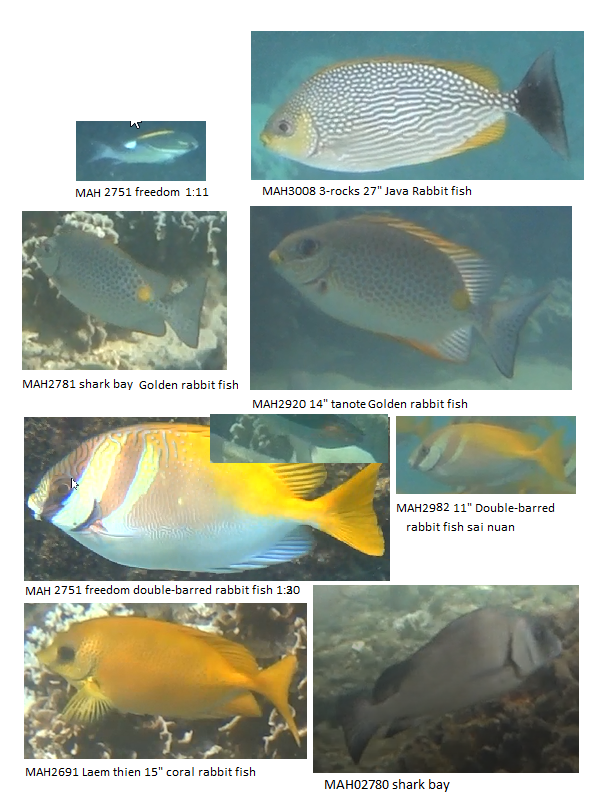 MAH 2751 freedom 1:11
MAH3008 3-rocks 27" Java Rabbit fish
MAH2781 shark bay Golden rabbit fish
MAH2920 14" tanote Golden rabbit fish
MAH2982 11" Double-barred
rabbit fish sai nuan
MAH 2751 freedom double-barred rabbit fish 1:30
MAH2691 Laem thien 15" coral rabbit fish
MAH02780 shark bay